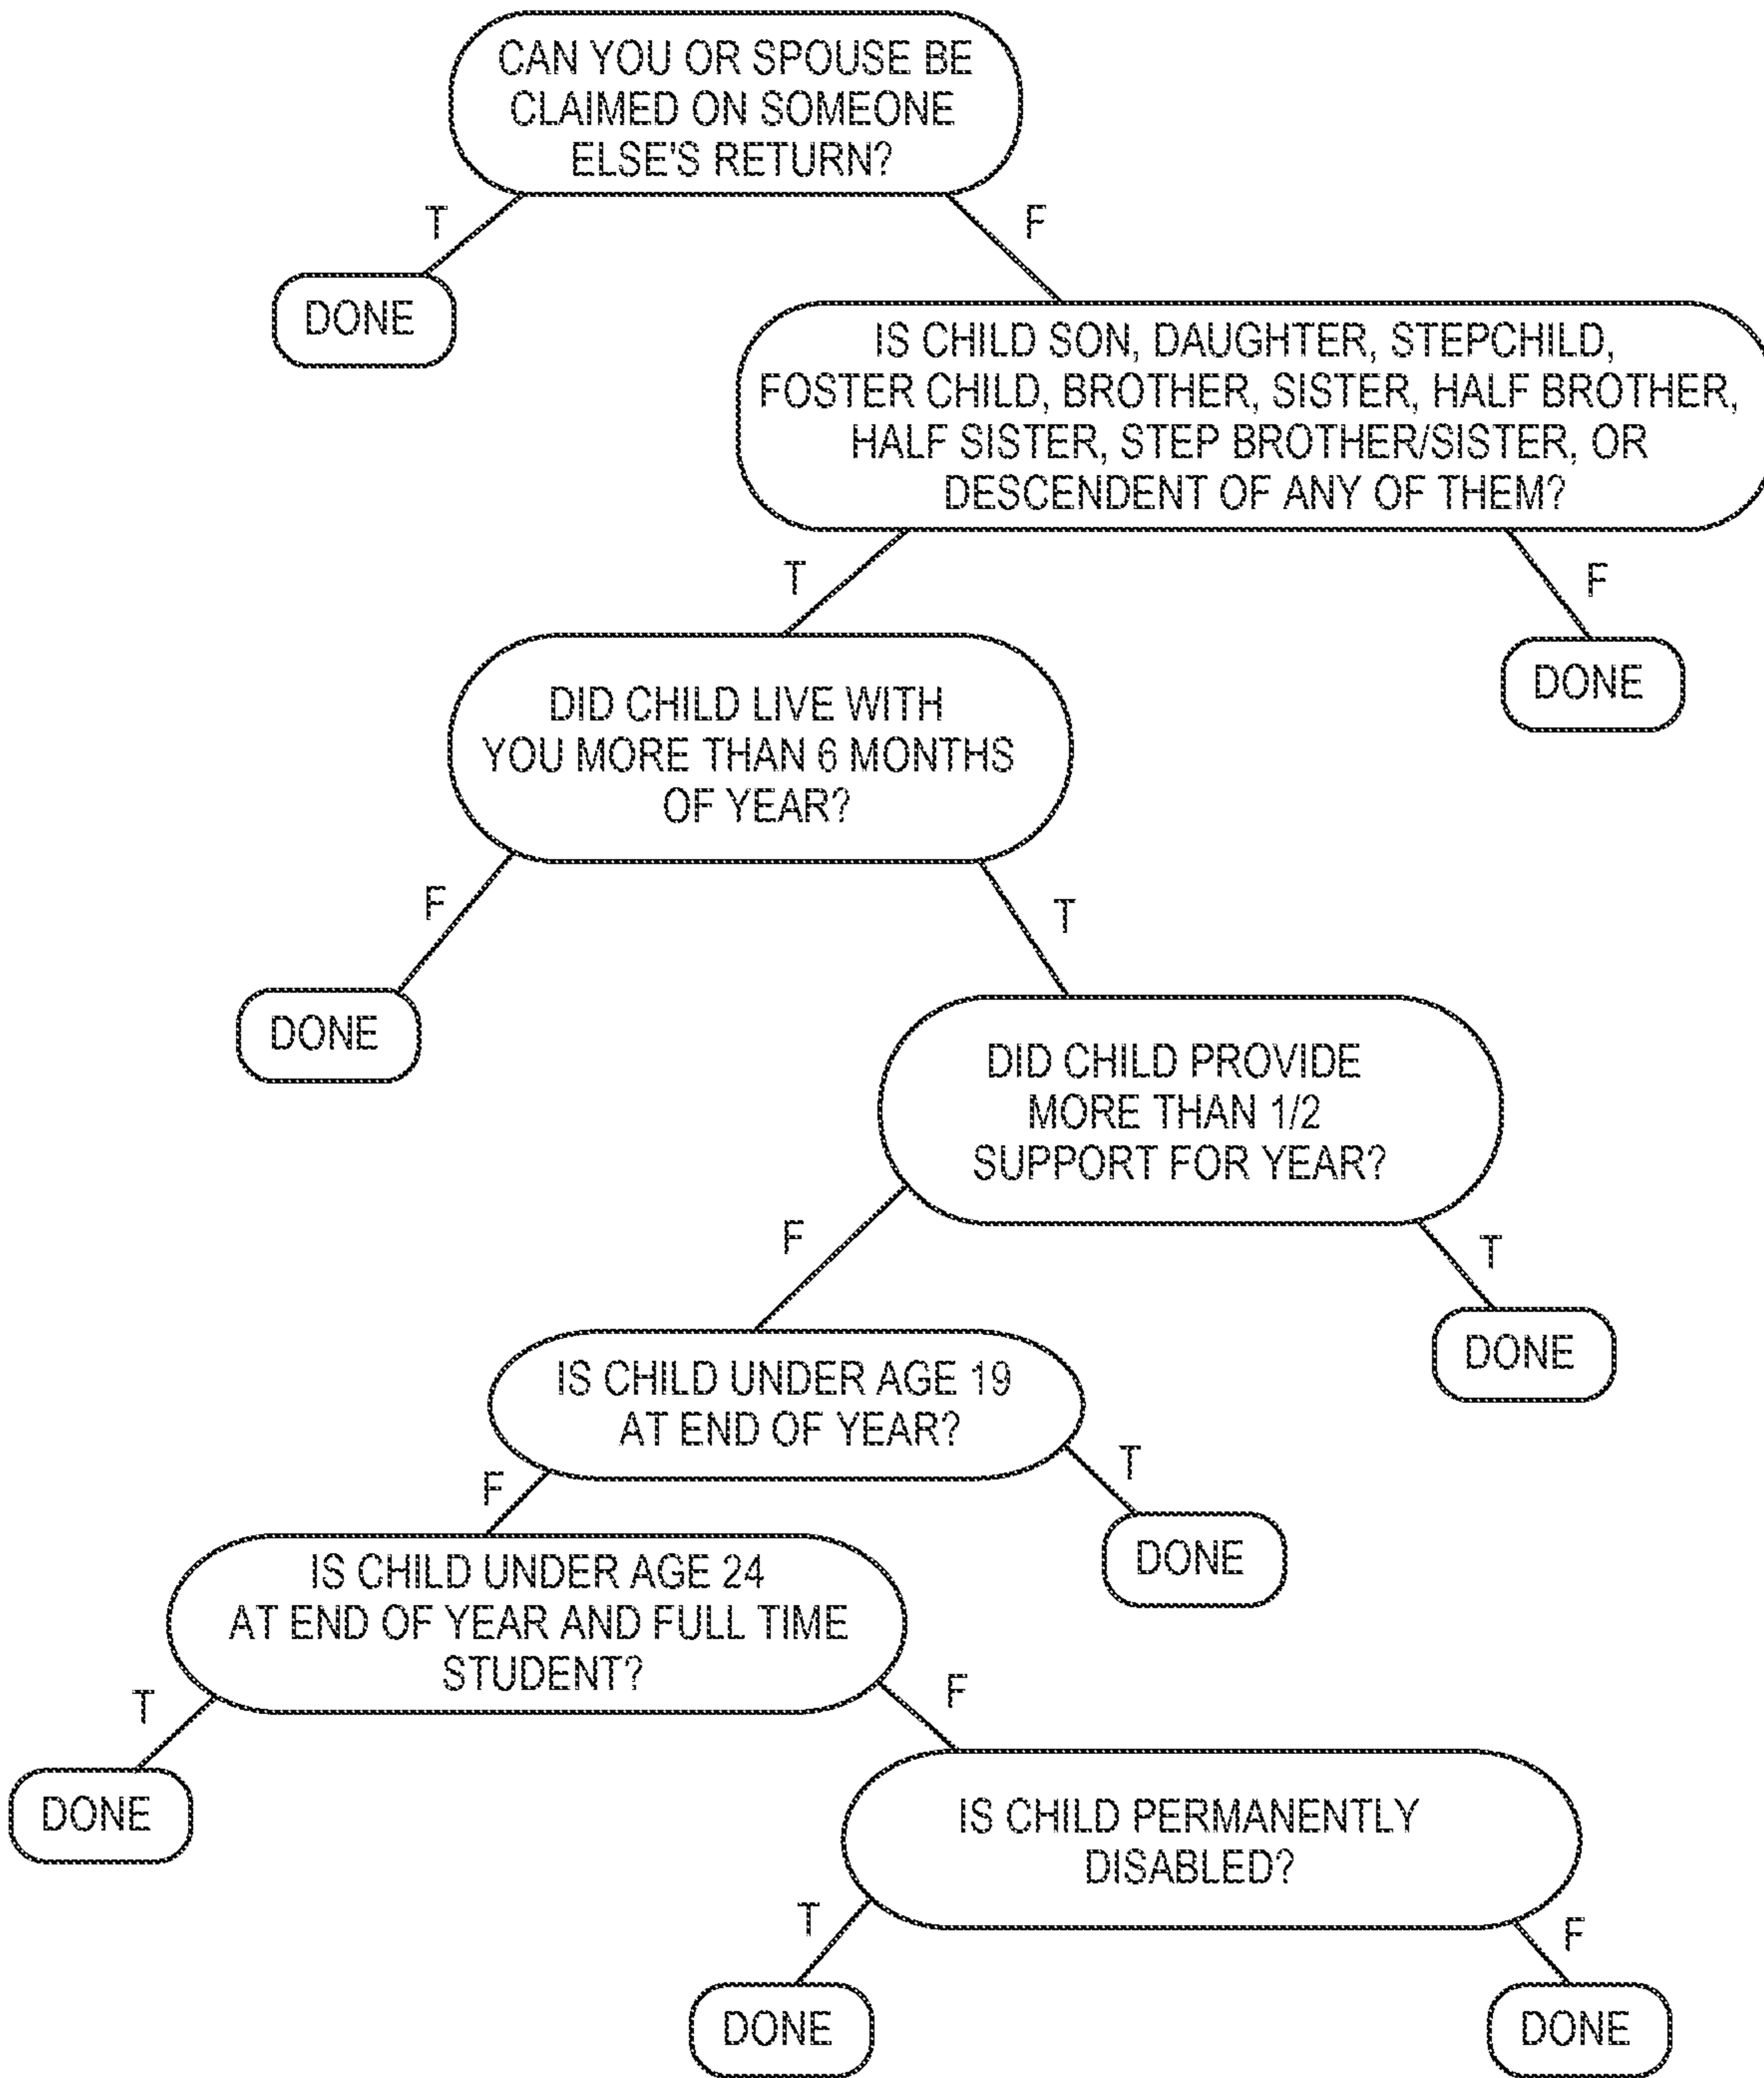 CAN YOU OR SPOUSE BE
CLAIMED ON SOMEONE
ELSE'S RETURN?
T
F
DONE
IS CHILD SON, DAUGHTER, STEPCHILD,
FOSTER CHILD, BROTHER, SISTER, HALF BROTHER,
HALF SISTER, STEP BROTHER/SISTER, OR
DESCENDENT OF ANY OF THEM?
T
F
DONE
DID CHILD LIVE WITH
YOU MORE THAN 6 MONTHS
OF YEAR?
F
T
DONE
DID CHILD PROVIDE
MORE THAN 1/2
SUPPORT FOR YEAR?
F
T
DONE
IS CHILD UNDER AGE 19
AT END OF YEAR?
F
T
DONE
IS CHILD UNDER AGE 24
AT END OF YEAR AND FULL TIME
STUDENT?
T
F
DONE
IS CHILD PERMANENTLY
DISABLED?
T
F
DONE
DONE